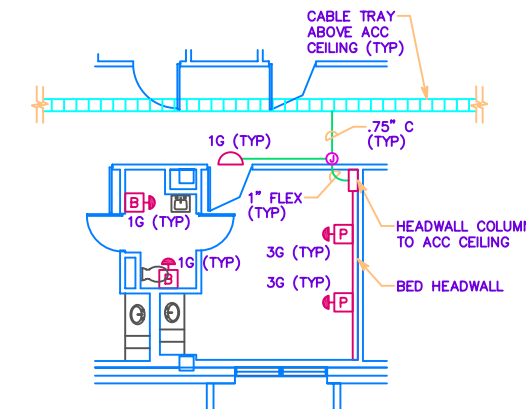 CABLE TRAY
ABOVE ACC
CEILING (TYP)
.75" C
(TYP)
1G (TYP)
J
1" FLEX
(TYP)
B
1G (TYP)
HEADWALL COLUMN
TO ACC CEILING
P
3G (TYP)
1G (TYP)
B
3G (TYP)
BED HEADWALL
P